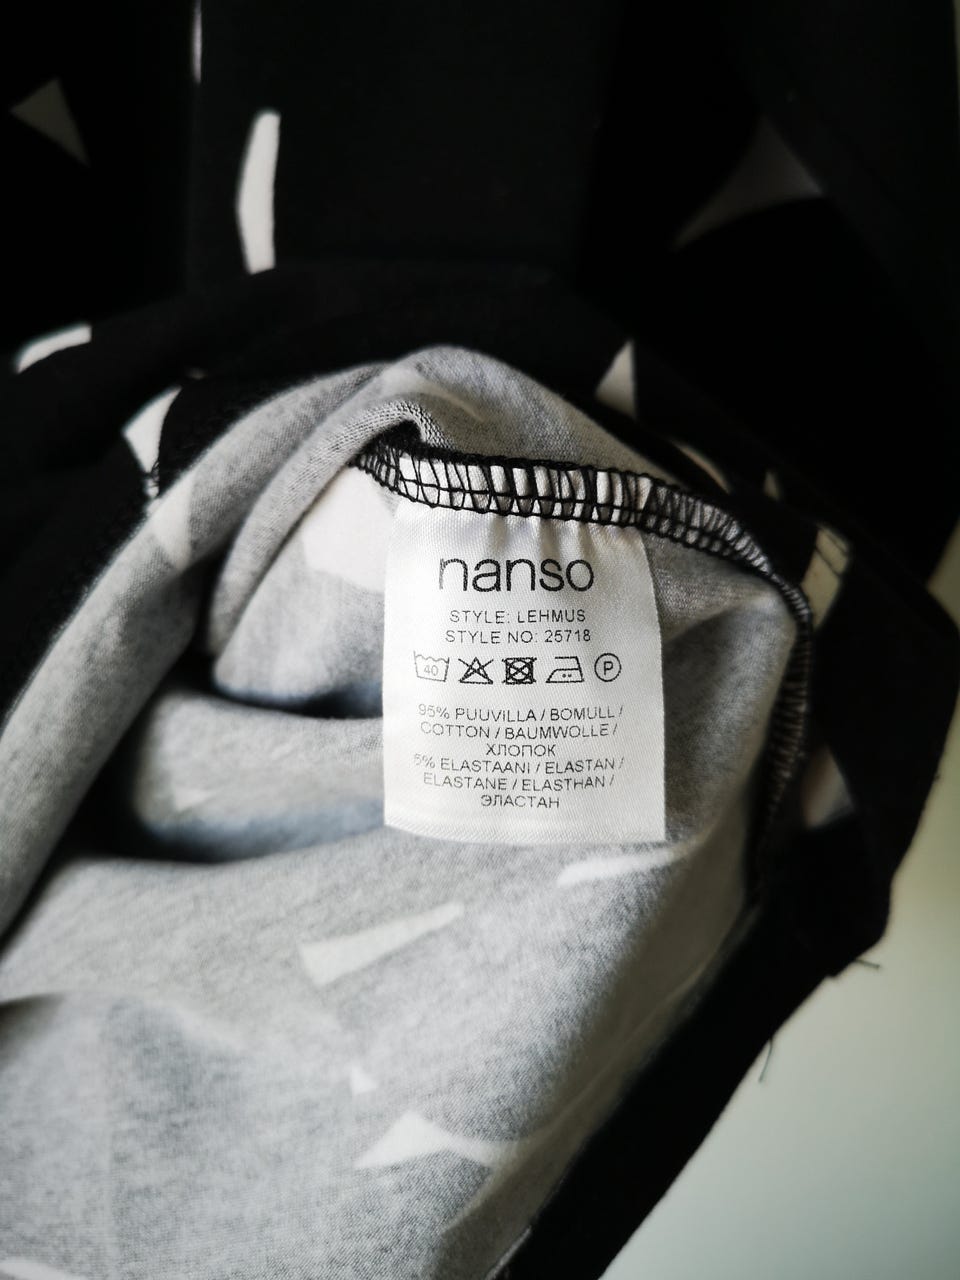 nanso
STYLE: LEHMUS
STYLE NO: 25718
40 P
95% PUUVILLA / BOMULL /
COTTON / BAUMWOLLE /
ХЛОПОК
5% ELASTAANI / ELASTAN /
ELASTANE / ELASTHAN /
ЭЛАСТАН